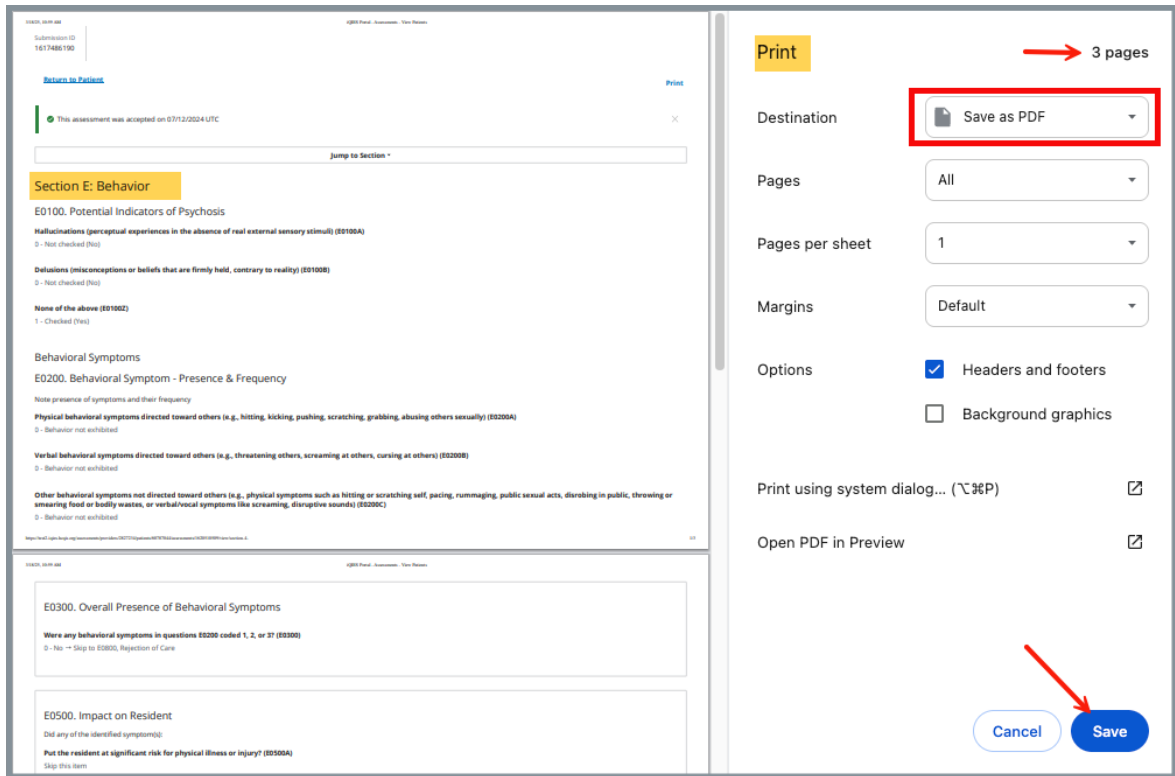 Submission ID
1617486190
Return to Patient
Print
This assessment was accepted on 07/12/2024 UTC
Jump to Section
Section E: Behavior
E0100. Potential Indicators of Psychosis
Hallucinations (perceptual experiences in the absence of real external sensory stimuli) (E0100A)
0 - Not checked (No)
Delusions (misconceptions or beliefs that are firmly held, contrary to reality) (E0100B)
0 - Not checked (No)
None of the above (E0100Z)
1 - Checked (Yes)
Behavioral Symptoms
E0200. Behavioral Symptom - Presence & Frequency
Note presence of symptoms and their frequency
Physical behavioral symptoms directed toward others (e.g., hitting, kicking, pushing, scratching, grabbing, abusing others sexually) (E0200A)
0 - Behavior not exhibited
Verbal behavioral symptoms directed toward others (e.g., threatening others, screaming at others, cursing at others) (E0200B)
0 - Behavior not exhibited
Other behavioral symptoms not directed toward others (e.g., physical symptoms such as hitting or scratching self, pacing, rummaging, public sexual acts, disrobing in public, throwing or
smearing food or bodily wastes, or verbal/vocal symptoms like screaming, disruptive sounds) (E0200C)
0 - Behavior not exhibited
E0300. Overall Presence of Behavioral Symptoms
Were any behavioral symptoms in questions E0200 coded 1, 2, or 3? (E0300)
0 - No → Skip to E0800, Rejection of Care
E0500. Impact on Resident
Did any of the identified symptom(s):
Put the resident at significant risk for physical illness or injury? (E0500A)
Skip this item
Print
3 pages
Destination
Save as PDF
Pages
All
Pages per sheet
1
Margins
Default
Options
Headers and footers
Background graphics
Print using system dialog... (⌥⌘P)
Open PDF in Preview
Cancel
Save